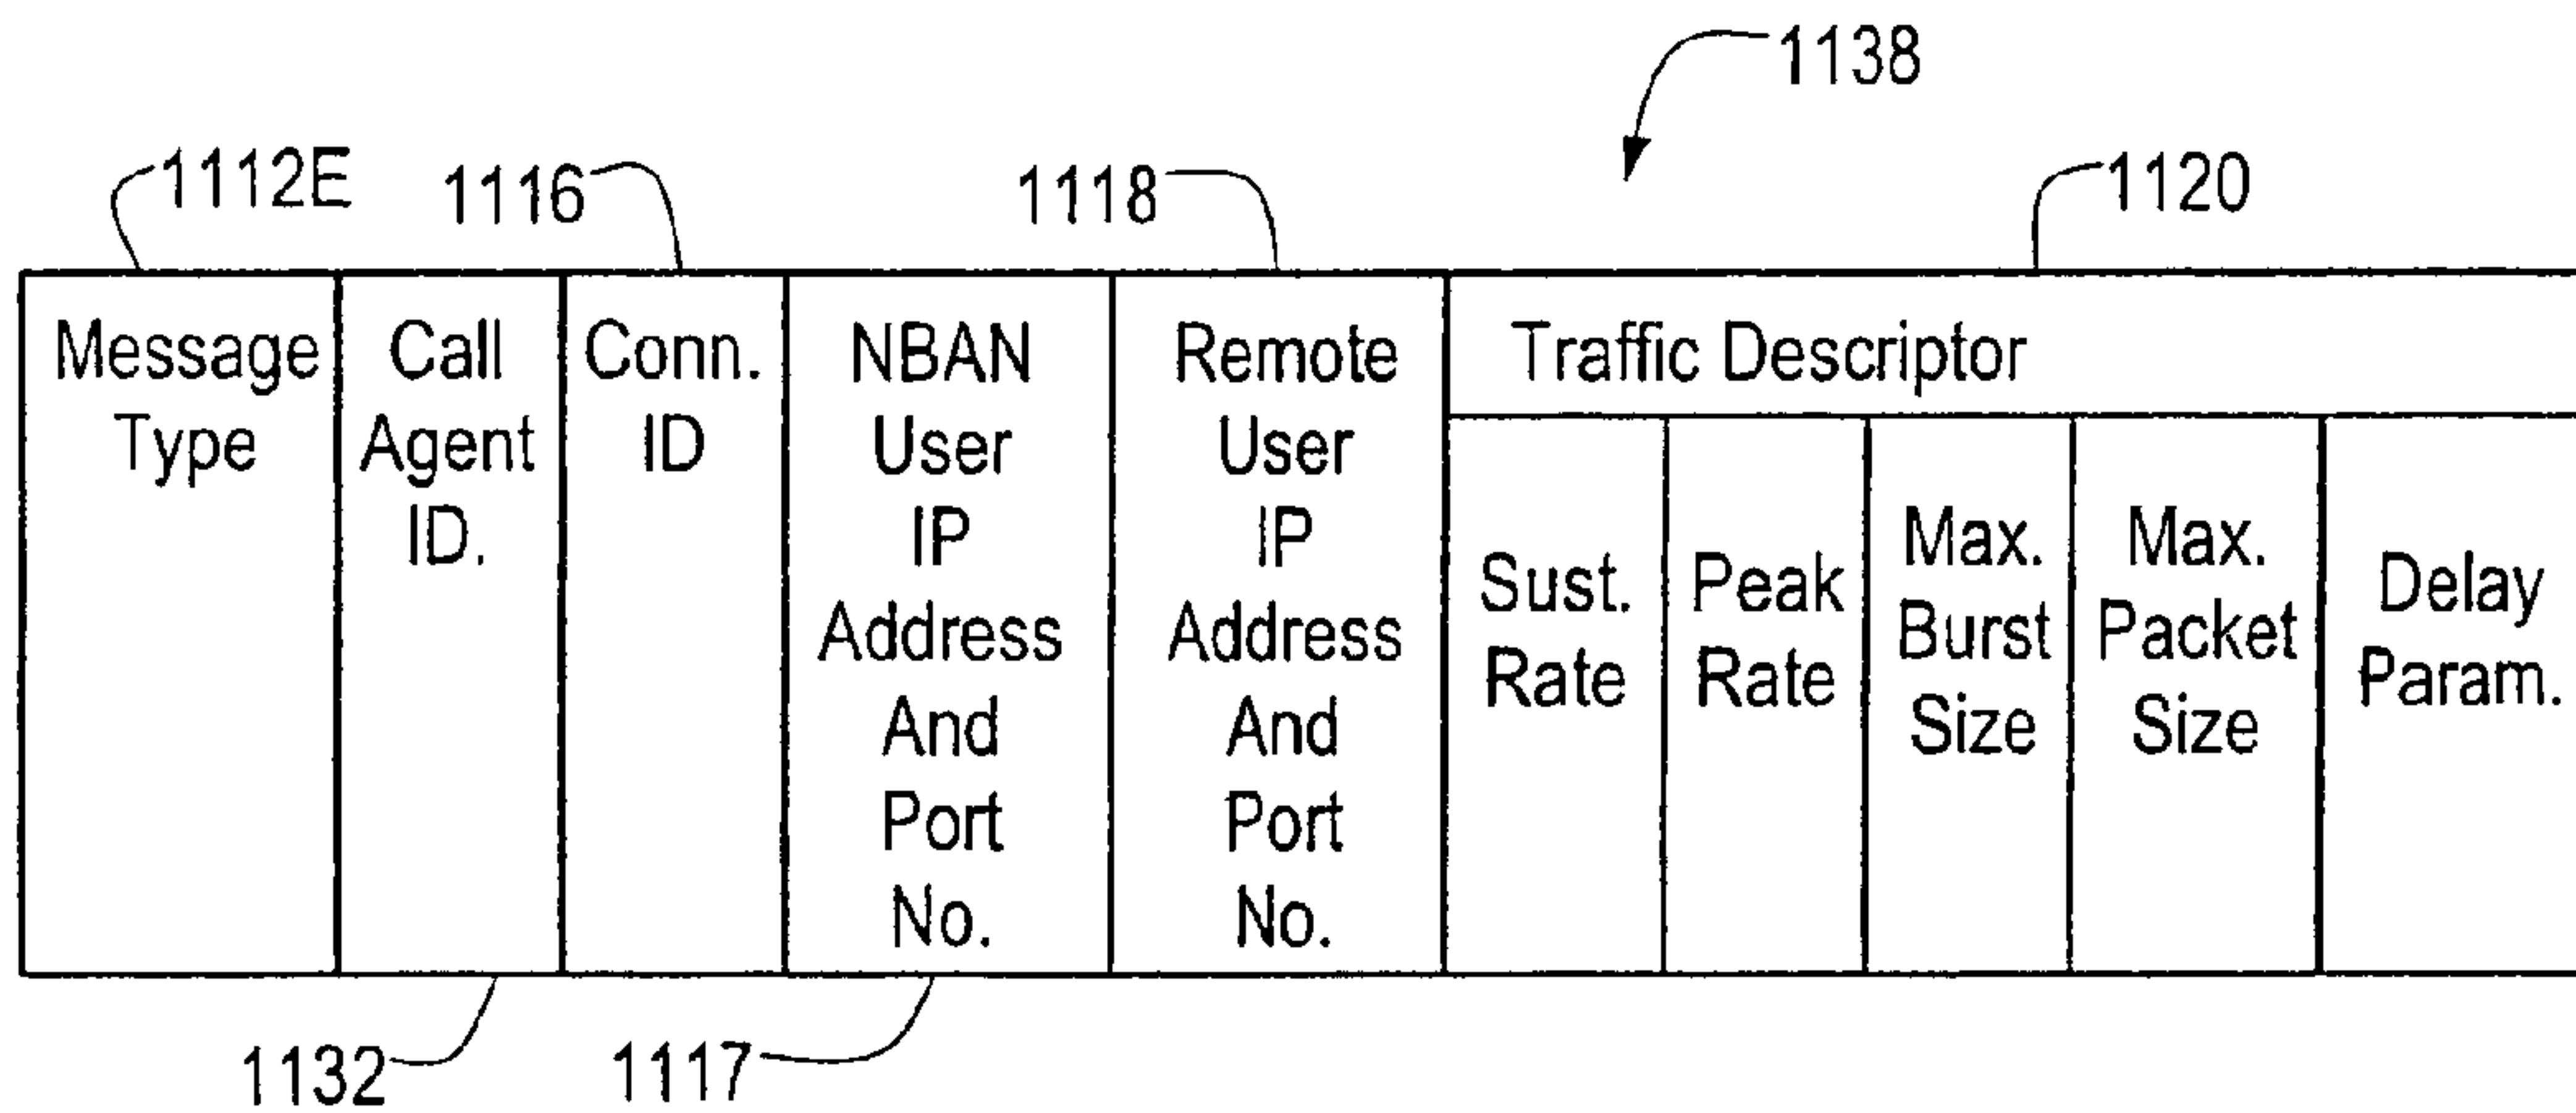 1138
1112E
1116
1118
1120
Message
Type
Call
Agent
ID.
Conn.
ID
NBAN
User
IP
Address
And
Port
No.
Remote
User
IP
Address
And
Port
No.
Traffic Descriptor
Sust.
Rate
Peak
Rate
Max.
Burst
Size
Max.
Packet
Size
Delay
Param.
1132
1117